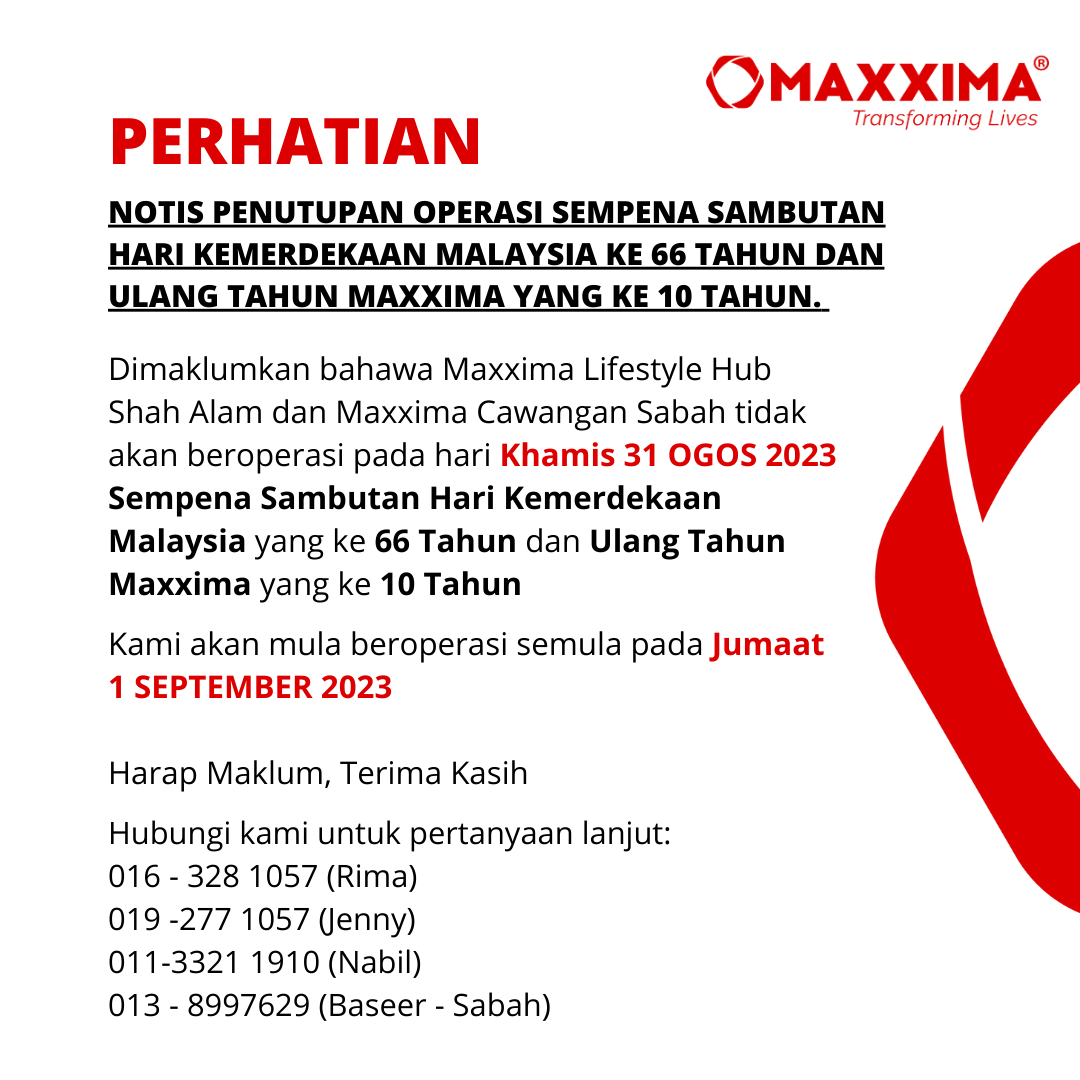 MAXXIMA®
Transforming Lives
PERHATIAN
NOTIS PENUTUPAN OPERASI SEMPENA SAMBUTAN
HARI KEMERDEKAAN MALAYSIA KE 66 TAHUN DAN
ULANG TAHUN MAXXIMA YANG KE 10 TAHUN.
Dimaklumkan bahawa Maxxima Lifestyle Hub
Shah Alam dan Maxxima Cawangan Sabah tidak
akan beroperasi pada hari Khamis 31 OGOS 2023
Sempena Sambutan Hari Kemerdekaan
Malaysia yang ke 66 Tahun dan Ulang Tahun
Maxxima yang ke 10 Tahun
Kami akan mula beroperasi semula pada Jumaat
1 SEPTEMBER 2023
Harap Maklum, Terima Kasih
Hubungi kami untuk pertanyaan lanjut:
016 - 328 1057 (Rima)
019 -277 1057 (Jenny)
011-3321 1910 (Nabil)
013 - 8997629 (Baseer - Sabah)